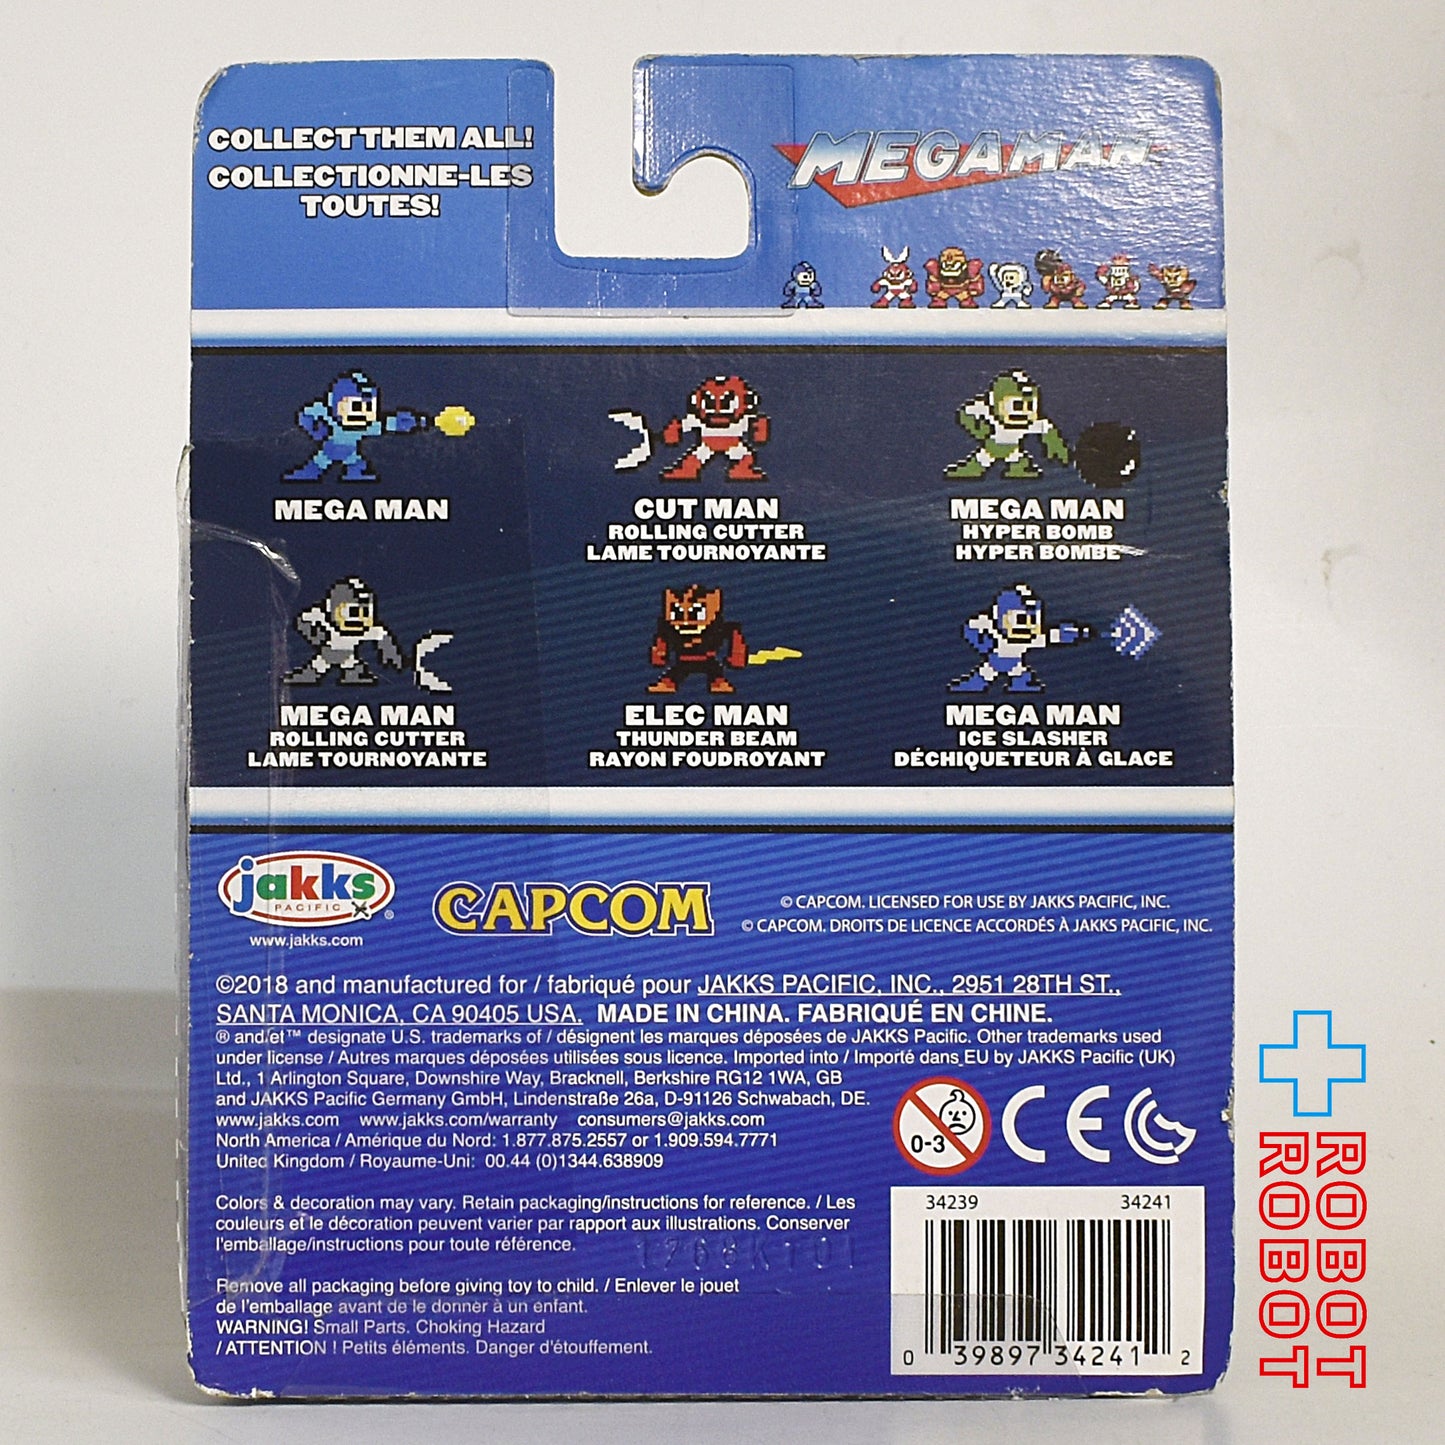 COLLECT THEM ALL!
COLLECTIONNE-LES
TOUTES!
MEGAMAN
MEGA MAN
CUT MAN
ROLLING CUTTER
LAME TOURNOYANTE
MEGA MAN
HYPER BOMB
HYPER BOMBE
MEGA MAN
ROLLING CUTTER
LAME TOURNOYANTE
ELEC MAN
THUNDER BEAM
RAYON FOUDROYANT
MEGA MAN
ICE SLASHER
DÉCHIQUETEUR À GLACE
jakks
PACIFIC
®
www.jakks.com
CAPCOM
© CAPCOM. LICENSED FOR USE BY JAKKS PACIFIC, INC.
© CAPCOM. DROITS DE LICENCE ACCORDÉS À JAKKS PACIFIC, INC.
©2018 and manufactured for / fabriqué pour JAKKS PACIFIC, INC., 2951 28TH ST.,
SANTA MONICA, CA 90405 USA. MADE IN CHINA. FABRIQUÉ EN CHINE.
® and/et ™ designate U.S. trademarks of / désignent les marques déposées de JAKKS Pacific. Other trademarks used
under license / Autres marques déposées utilisées sous licence. Imported into / Importé dans EU by JAKKS Pacific (UK)
Ltd., 1 Arlington Square, Downshire Way, Bracknell, Berkshire RG12 1WA, GB
and JAKKS Pacific Germany GmbH, Lindenstraße 26a, D-91126 Schwabach, DE.
www.jakks.com www.jakks.com/warranty consumers@jakks.com
North America / Amérique du Nord: 1.877.875.2557 or 1.909.594.7771
United Kingdom / Royaume-Uni: 00.44 (0)1344.638909
0-3
CE
Colors & decoration may vary. Retain packaging/instructions for reference. / Les
couleurs et le décoration peuvent varier par rapport aux illustrations. Conserver
l'emballage/instructions pour toute référence.
1768KT01
Remove all packaging before giving toy to child. / Enlever le jouet
de l'emballage avant de le donner à un enfant.
WARNING! Small Parts. Choking Hazard
/ ATTENTION ! Petits éléments. Danger d'étouffement.
34239 34241
0 39897 34241 2
ROBOT
ROBOT